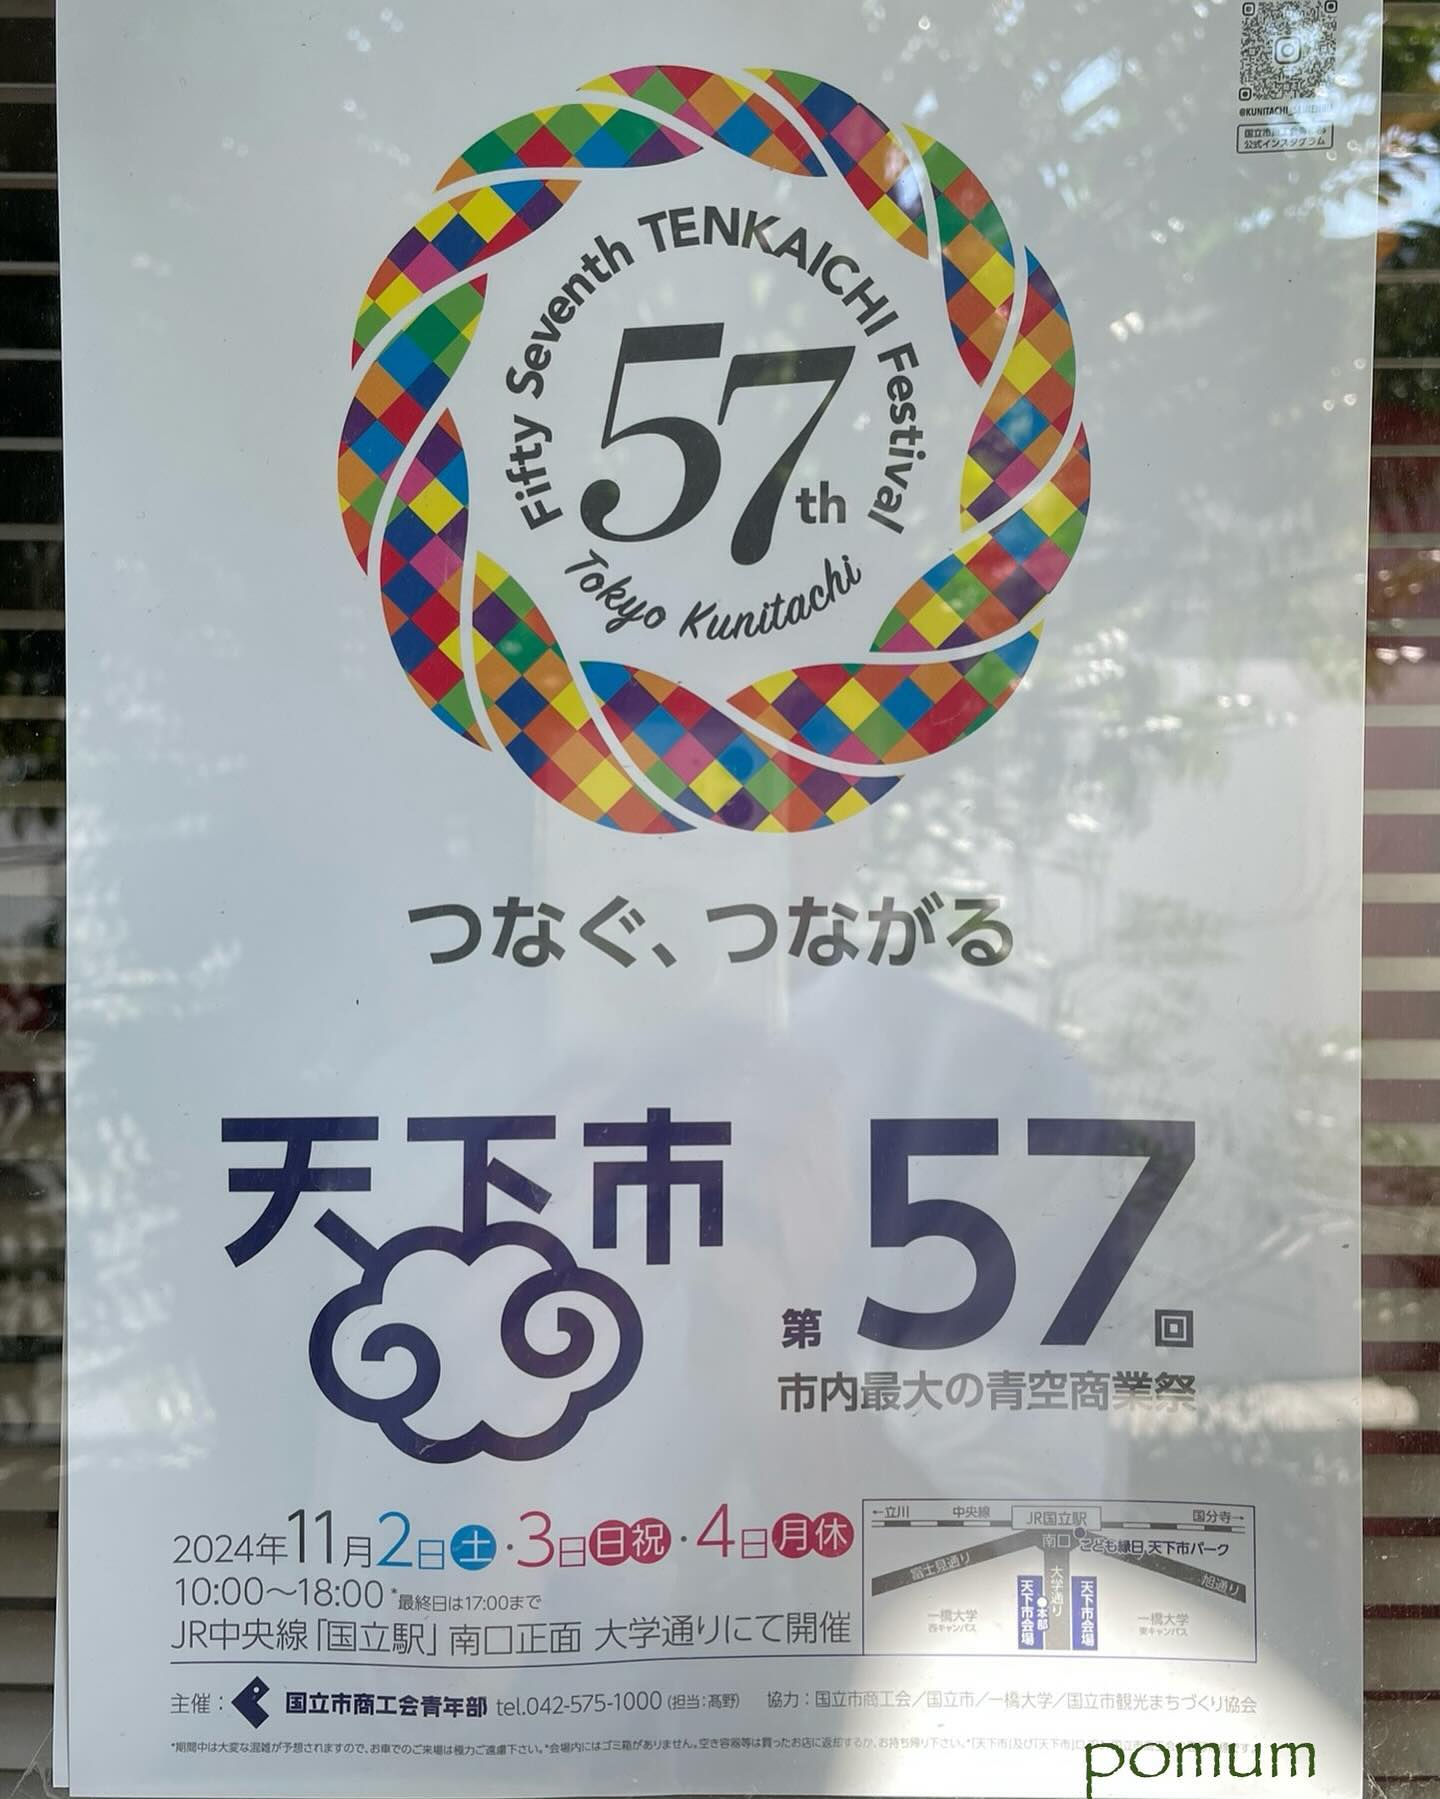 @KUNITACHI_
国立市
公式インスタグラム
Fifty Seventh TENKAICHI Festival
57th
Tokyo Kunitachi
つなぐ、つながる
天下市
第57回
市内最大の青空商業祭
2024年11月2日土・3日日祝・4日月休
10:00〜18:00 *最終日は17:00まで
JR中央線「国立駅」南口正面 大学通りにて開催
←立川 中央線 JR国立駅 国分寺→
南口 こども縁日,天下市パーク
富士見通り 大学通り 旭通り
天下市会場 本部 天下市会場
一橋大学 西キャンパス
一橋大学 東キャンパス
主催: 国立市商工会青年部 tel.042-575-1000 (担当:髙野) 協力:国立市商工会/国立市/一橋大学/国立市観光まちづくり協会
*期間中は大変な混雑が予想されますので、お車でのご来場は極力ご遠慮下さい。*会場内にはゴミ箱がありません。空き容器等は買ったお店に返却するか、お持ち帰り下さい。*「天下市」及び「天下市」
pomum